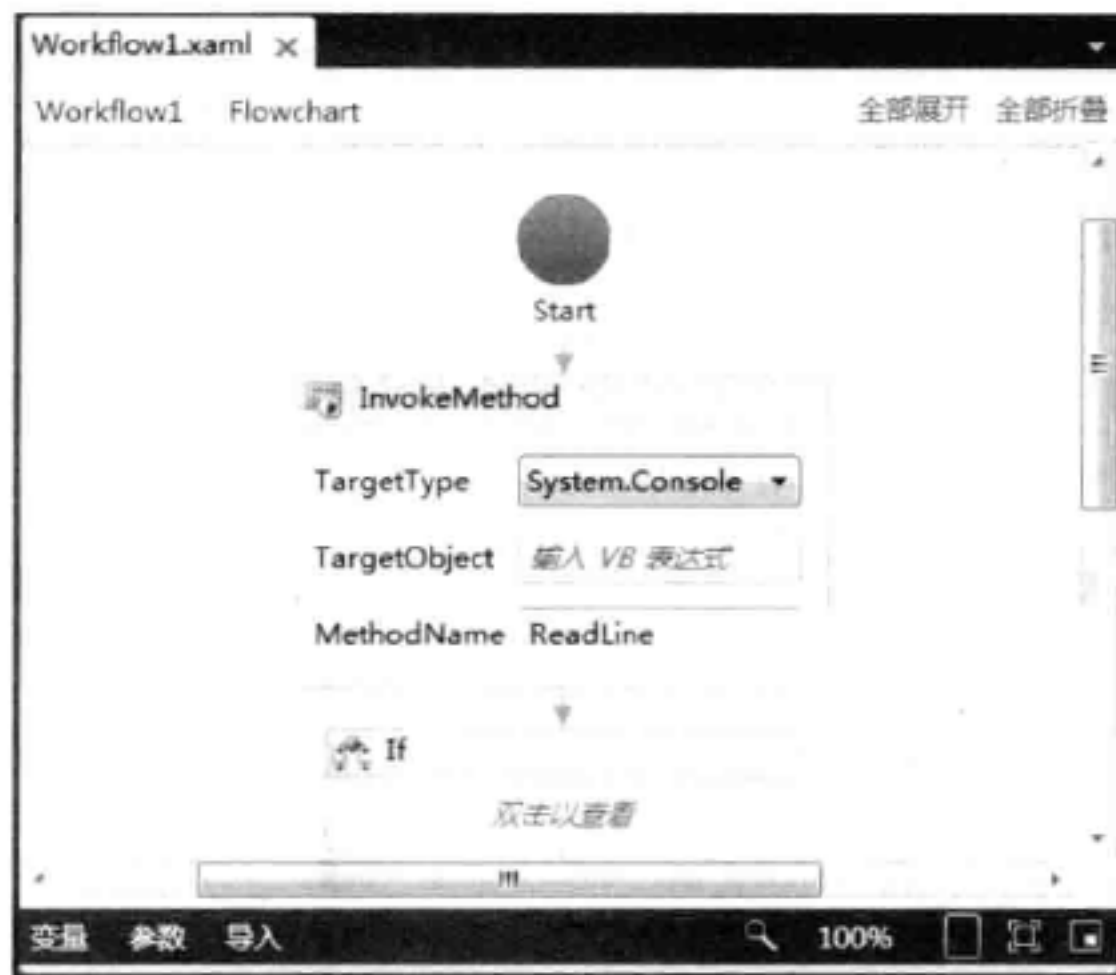 Workflow1.xaml ×
Workflow1 Flowchart 全部展开 全部折叠
Start
InvokeMethod
TargetType System.Console
TargetObject 输入 VB 表达式
MethodName ReadLine
If
双击以查看
变量 参数 导入 100%